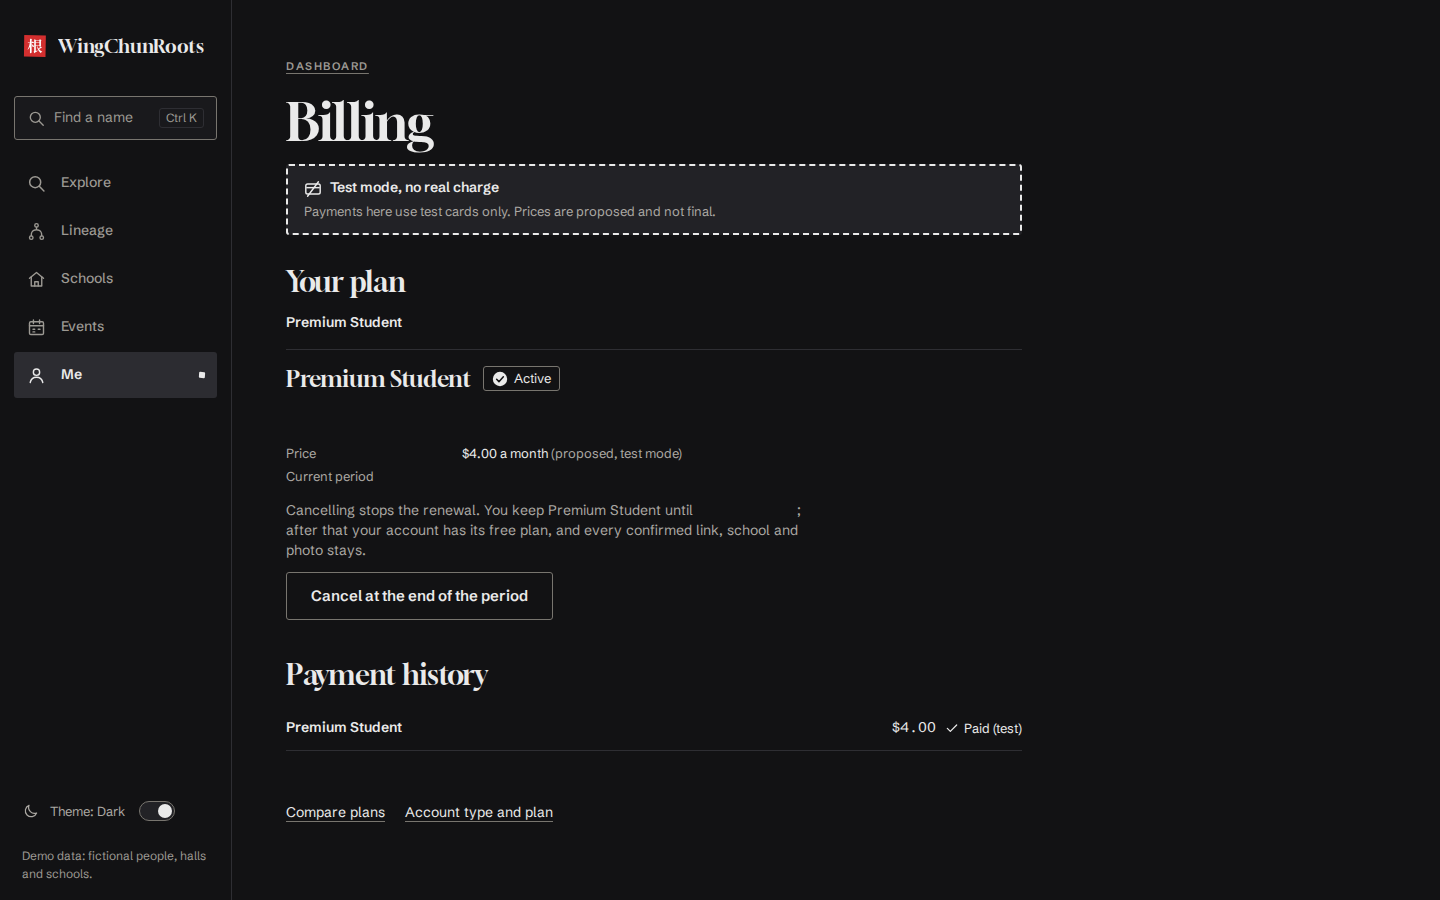 根 WingChunRoots
Find a name Ctrl K
Explore
Lineage
Schools
Events
Me
Theme: Dark
Demo data: fictional people, halls
and schools.
DASHBOARD
Billing
Test mode, no real charge
Payments here use test cards only. Prices are proposed and not final.
Your plan
Premium Student
Premium Student Active
Price $4.00 a month (proposed, test mode)
Current period
Cancelling stops the renewal. You keep Premium Student until ;
after that your account has its free plan, and every confirmed link, school and
photo stays.
Cancel at the end of the period
Payment history
Premium Student $4.00 Paid (test)
Compare plans Account type and plan